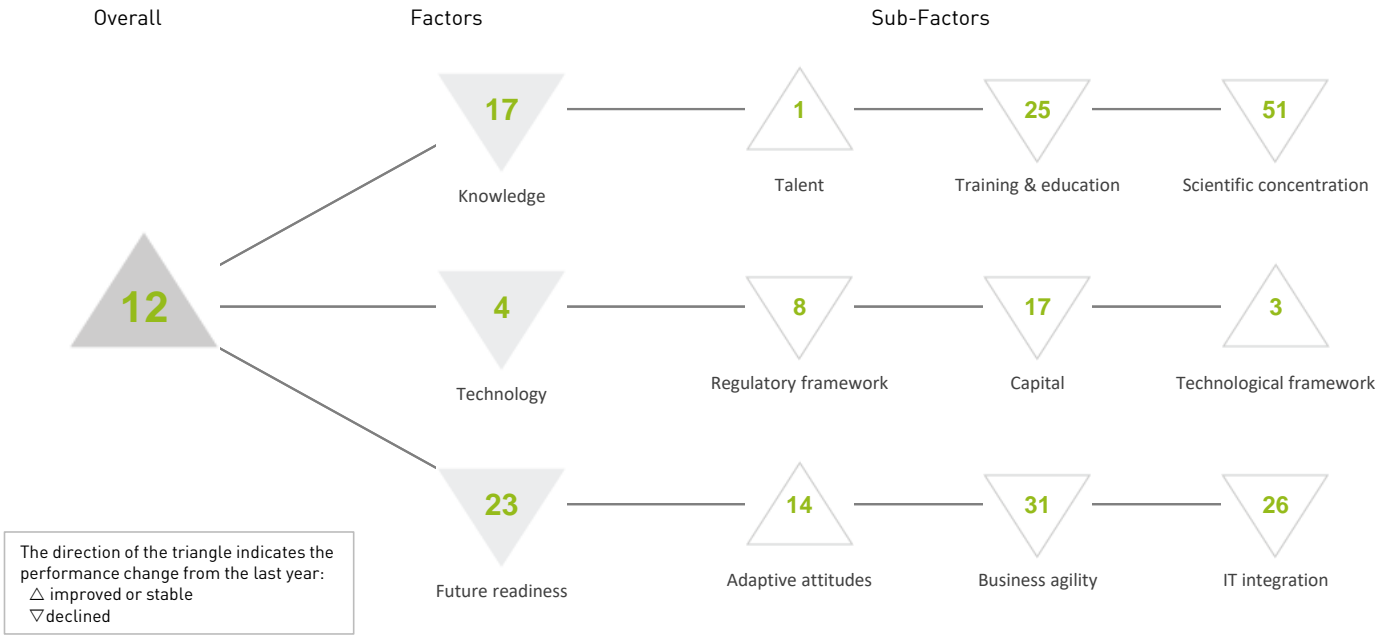 Overall Factors Sub-Factors
17 1 25 51
Knowledge Talent Training & education Scientific concentration
12 4 8 17 3
Technology Regulatory framework Capital Technological framework
23 14 31 26
Future readiness Adaptive attitudes Business agility IT integration
The direction of the triangle indicates the
performance change from the last year:
△ improved or stable
▽ declined